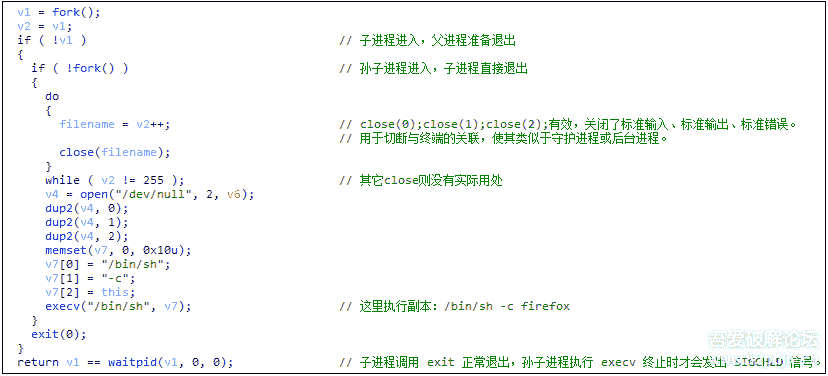 v1 = fork();
v2 = v1;
if ( !v1 ) // 子进程进入，父进程准备退出
{
if ( !fork() ) // 孙子进程进入，子进程直接退出
{
do
{
filename = v2++; // close(0);close(1);close(2);有效，关闭了标准输入、标准输出、标准错误。
// 用于切断与终端的关联，使其类似于守护进程或后台进程。
close(filename);
}
while ( v2 != 255 ); // 其它close则没有实际用处
v4 = open("/dev/null", 2, v6);
dup2(v4, 0);
dup2(v4, 1);
dup2(v4, 2);
memset(v7, 0, 0x10u);
v7[0] = "/bin/sh";
v7[1] = "-c";
v7[2] = this;
execv("/bin/sh", v7); // 这里执行副本：/bin/sh -c firefox
}
exit(0);
}
return v1 == waitpid(v1, 0, 0); // 子进程调用 exit 正常退出，孙子进程执行 execv 终止时才会发出 SIGCHLD 信号。
吾爱破解论坛